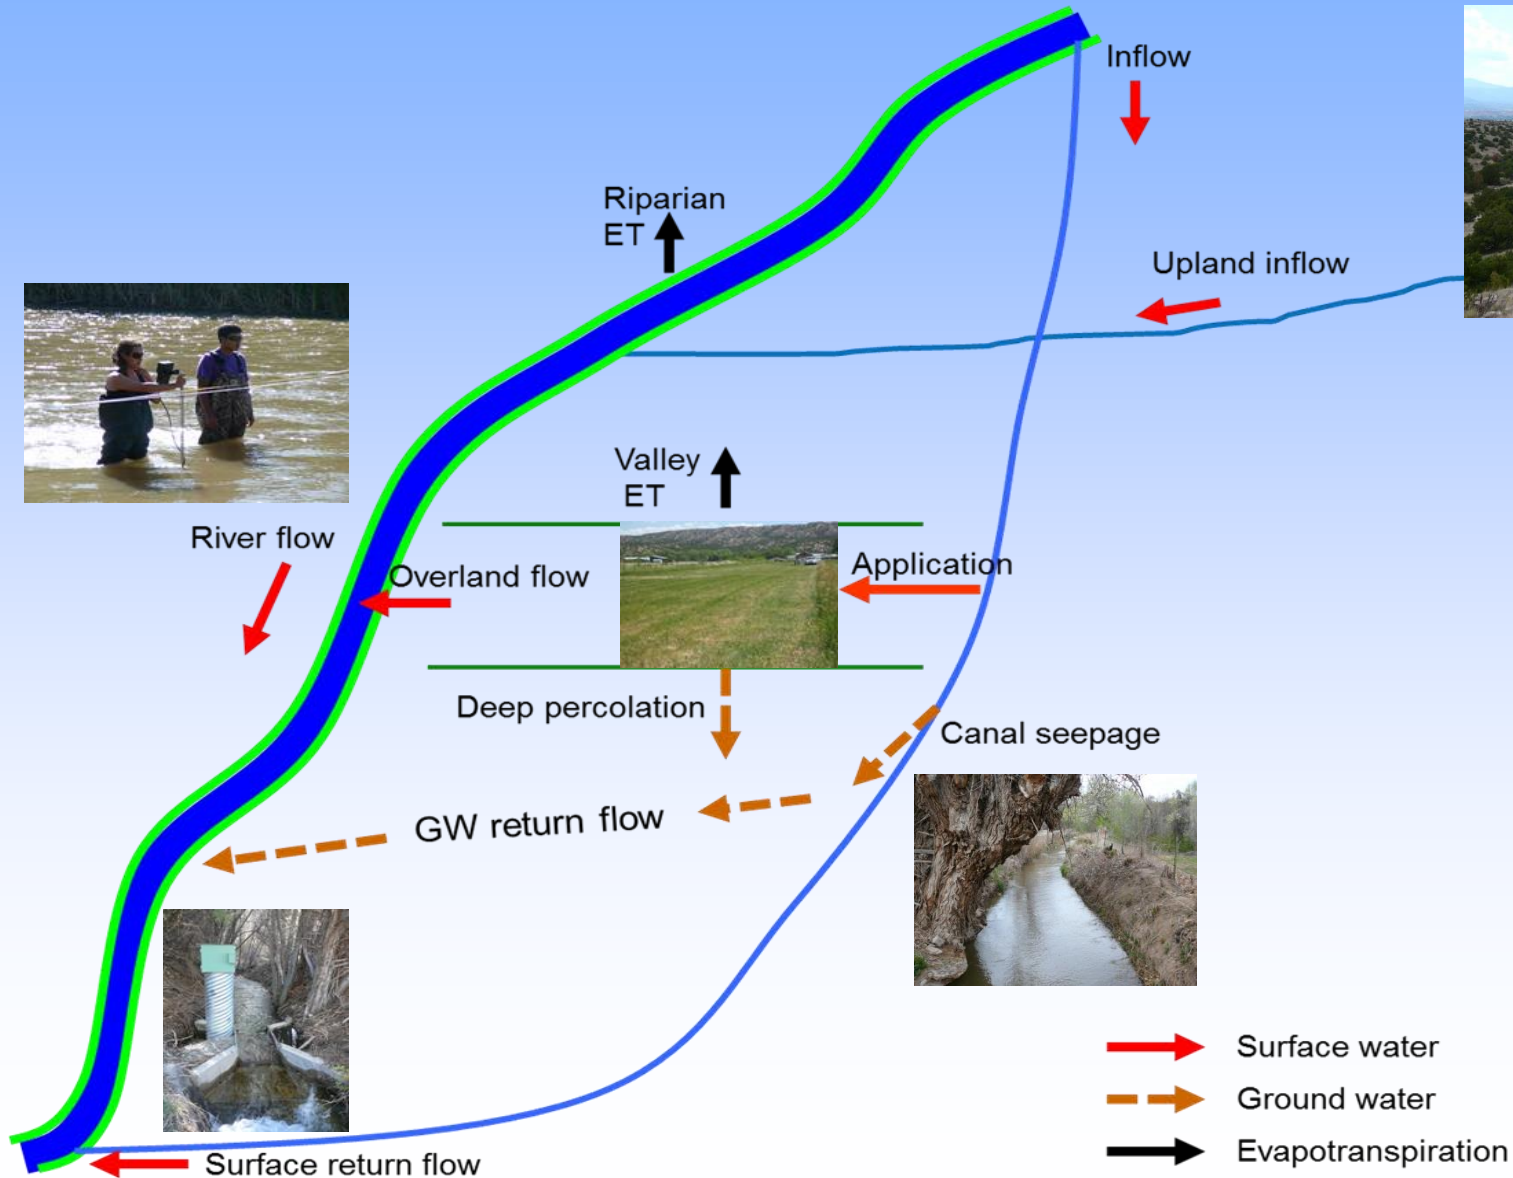 Inflow
Riparian
ET
Upland inflow
Valley
ET
River flow
Overland flow
Application
Deep percolation
Canal seepage
GW return flow
Surface water
Ground water
Evapotranspiration
Surface return flow